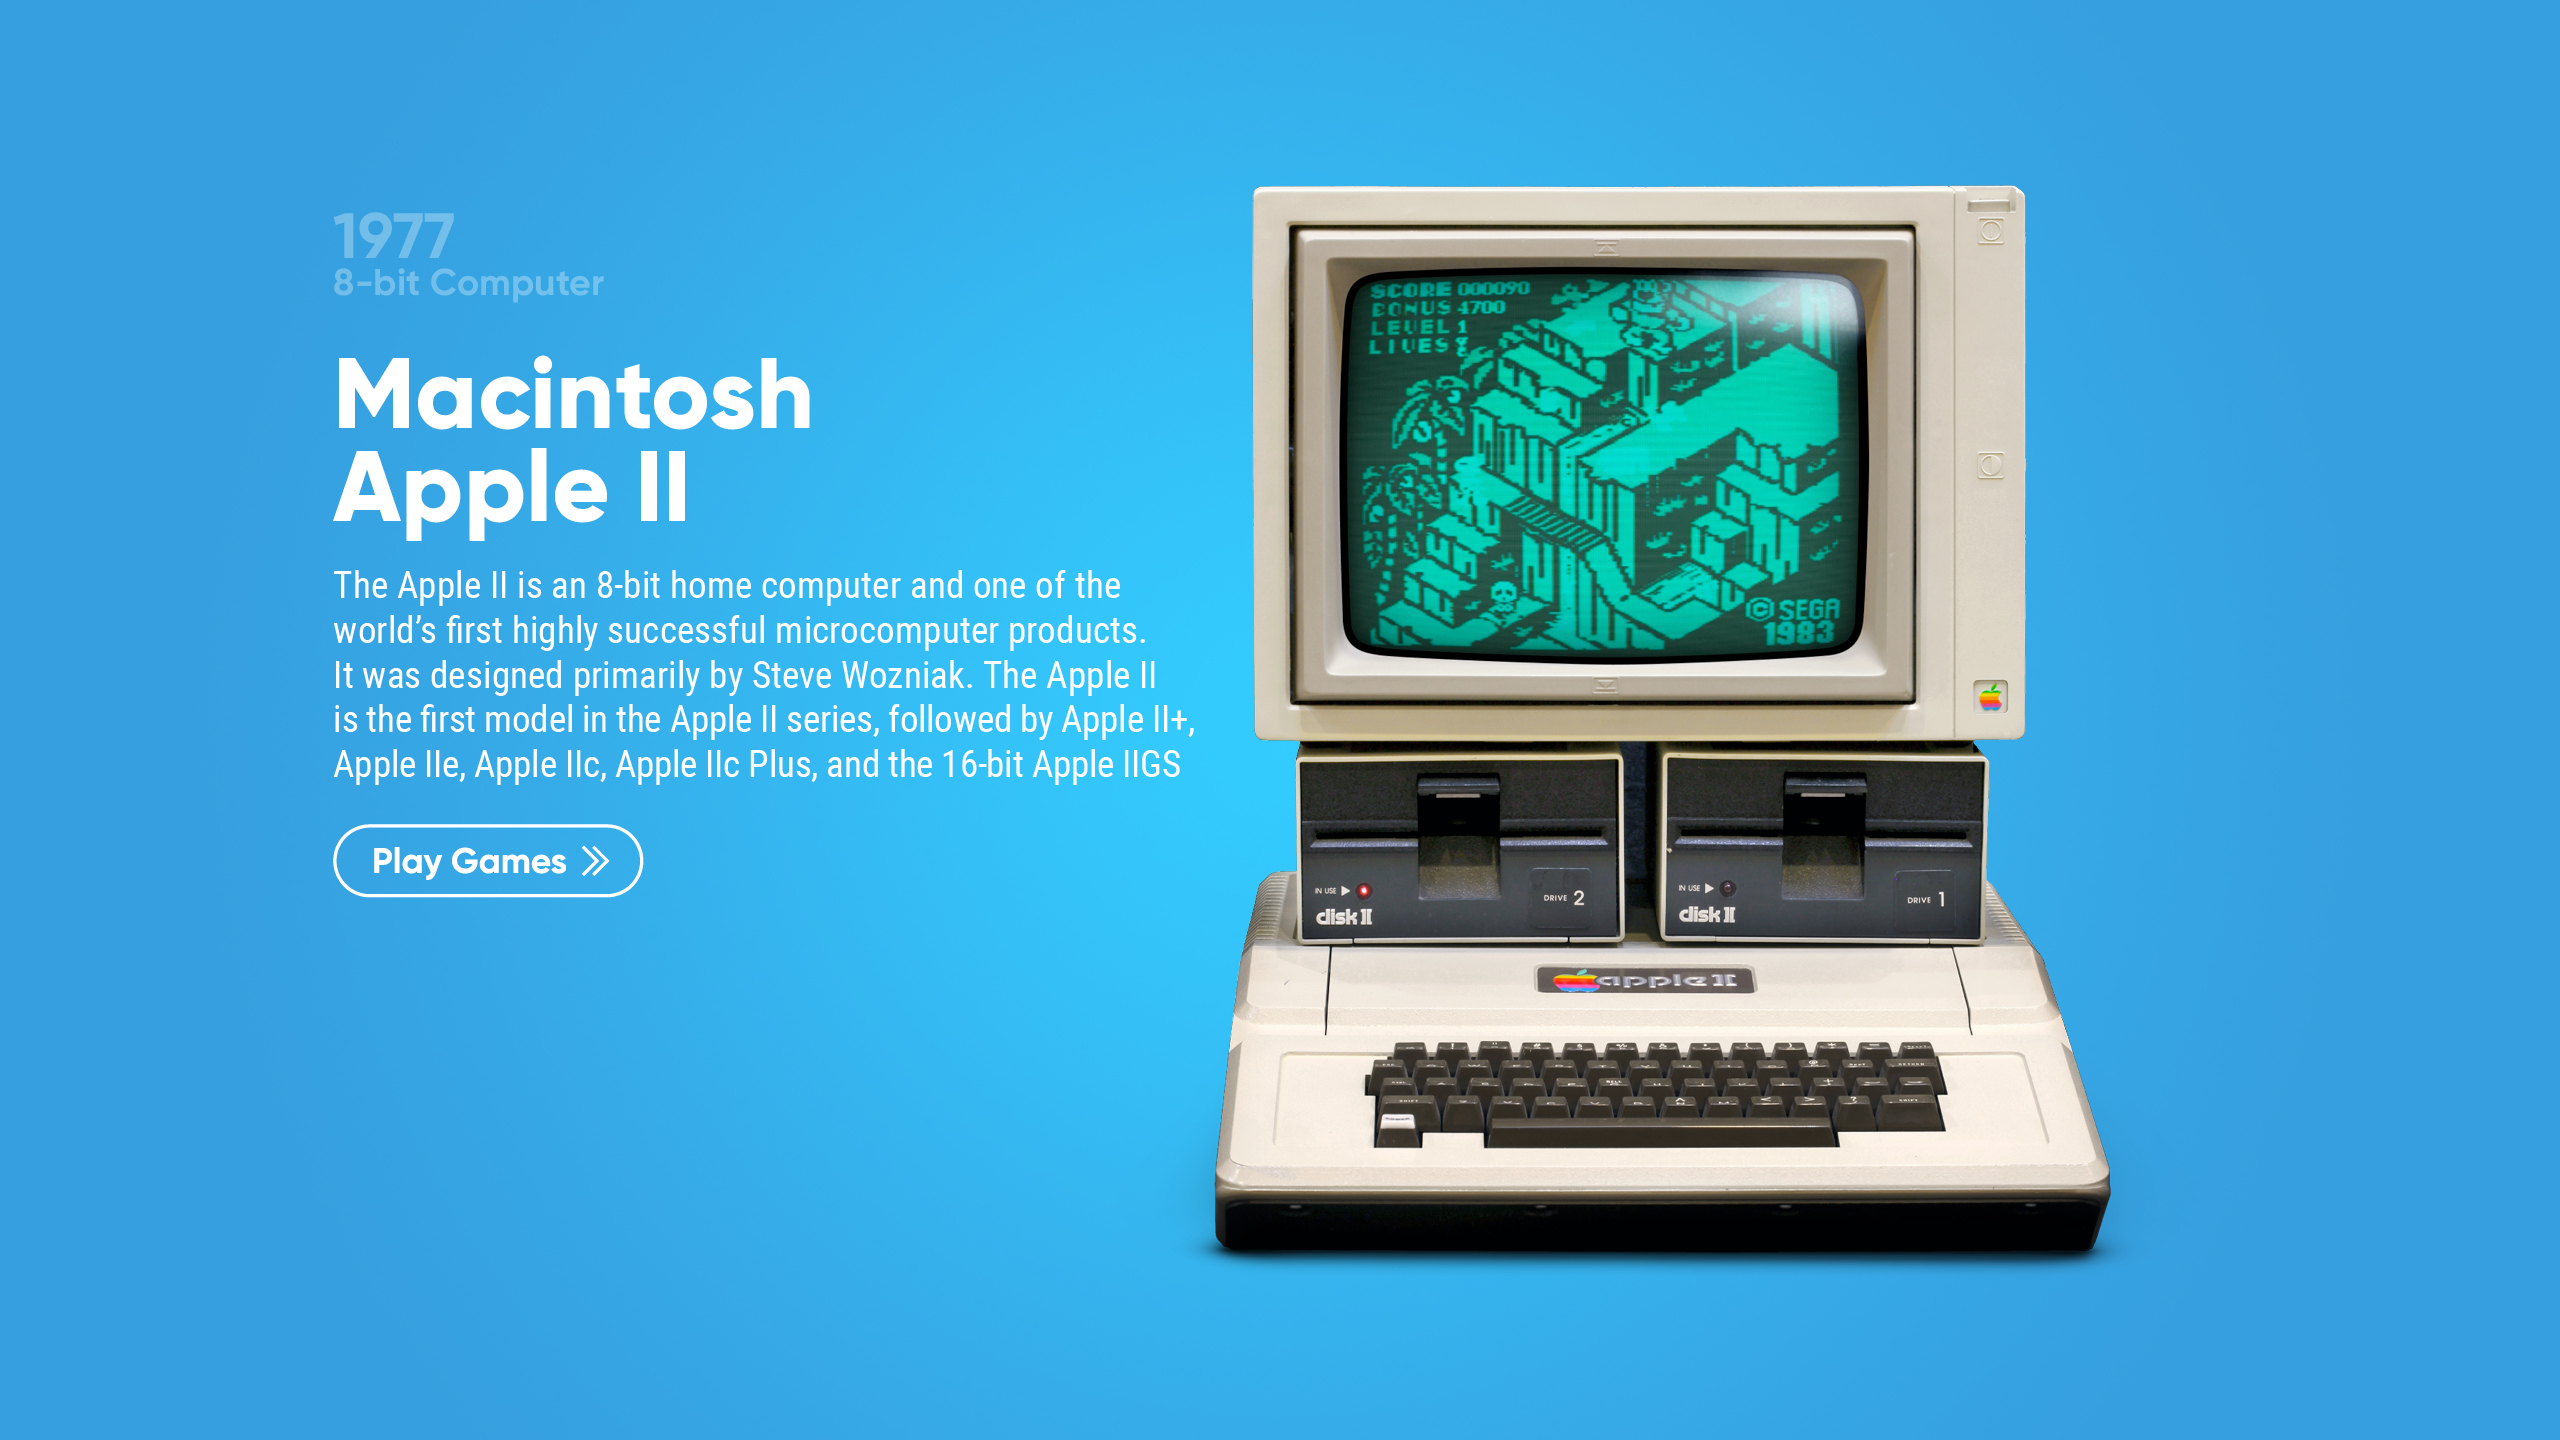 1977
8-bit Computer
Macintosh
Apple II
The Apple II is an 8-bit home computer and one of the
world’s first highly successful microcomputer products.
It was designed primarily by Steve Wozniak. The Apple II
is the first model in the Apple II series, followed by Apple II+,
Apple IIe, Apple IIc, Apple IIc Plus, and the 16-bit Apple IIGS
Play Games
SCORE 000090
BONUS 4700
LEVEL 1
LIVES
© SEGA
1983
IN USE
disk II
DRIVE 2
IN USE
disk II
DRIVE 1
apple II